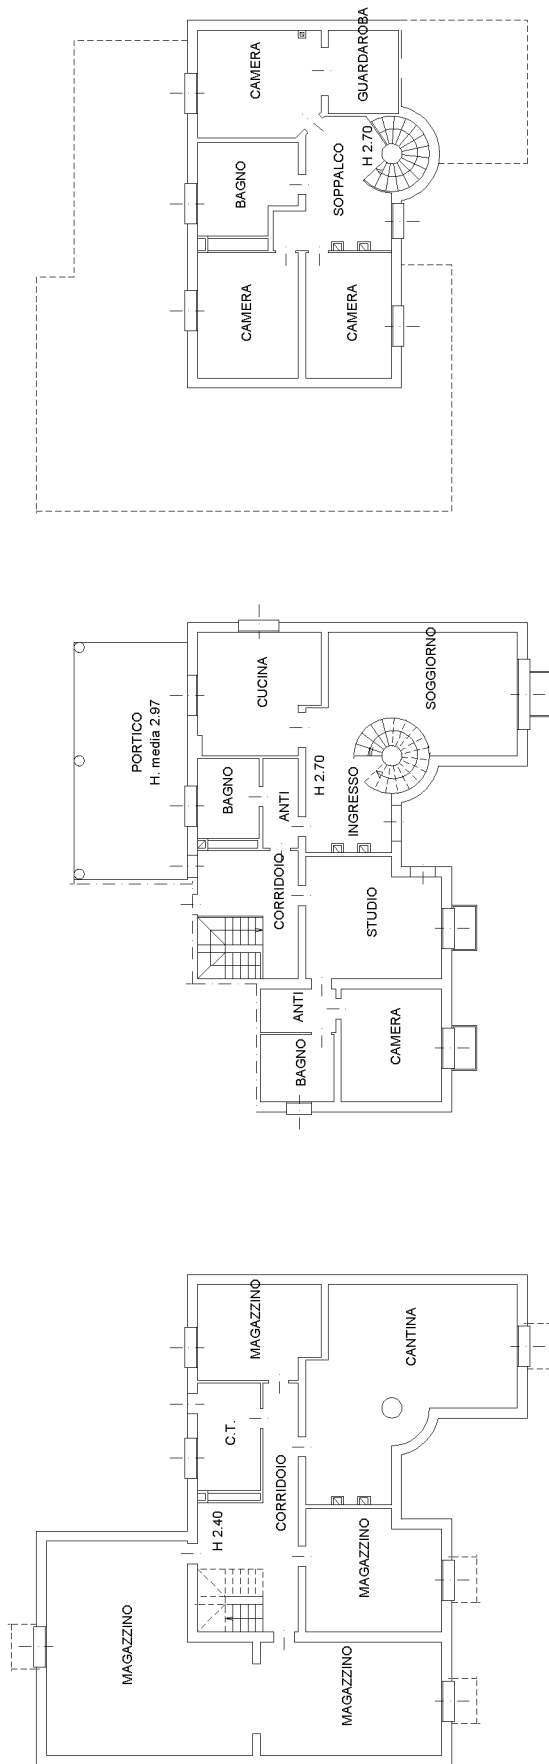 CAMERA
GUARDAROBA
BAGNO
SOPPALCO
H 2.70
CAMERA
CAMERA
PORTICO
H. media 2.97
CUCINA
SOGGIORNO
BAGNO
ANTI
H 2.70
INGRESSO
CORRIDOIO
STUDIO
ANTI
BAGNO
CAMERA
MAGAZZINO
CANTINA
C.T.
CORRIDOIO
H 2.40
MAGAZZINO
MAGAZZINO
MAGAZZINO